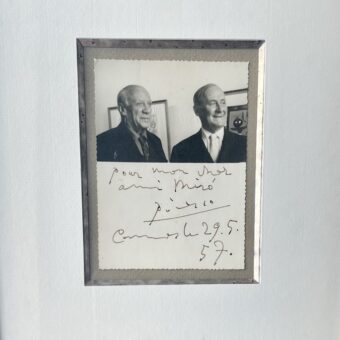 pour mon cher
ami Miró
Picasso
Cannes le 29.5.
57.